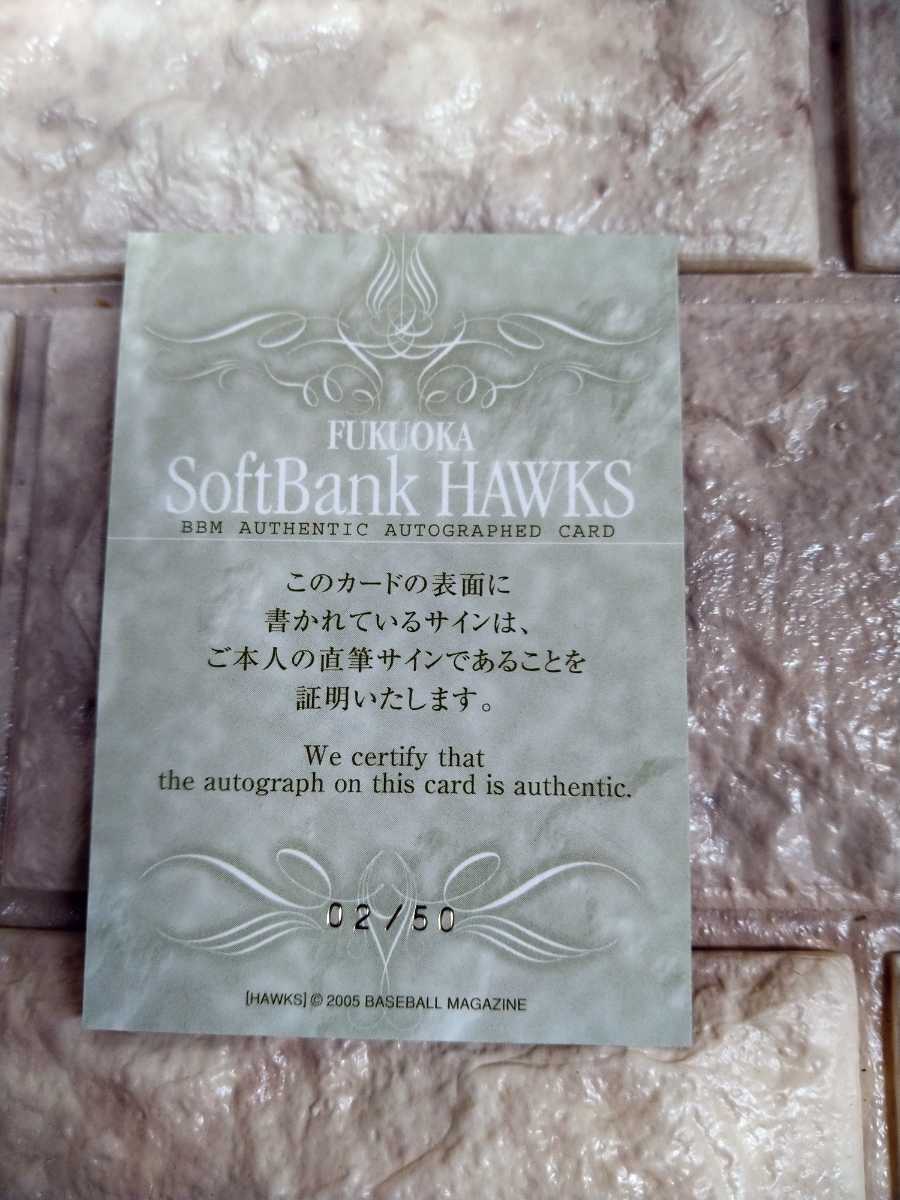 FUKUOKA
SoftBank HAWKS
BBM AUTHENTIC AUTOGRAPHED CARD
このカードの表面に
書かれているサインは、
ご本人の直筆サインであることを
証明いたします。
We certify that
the autograph on this card is authentic.
02/50
[HAWKS] © 2005 BASEBALL MAGAZINE